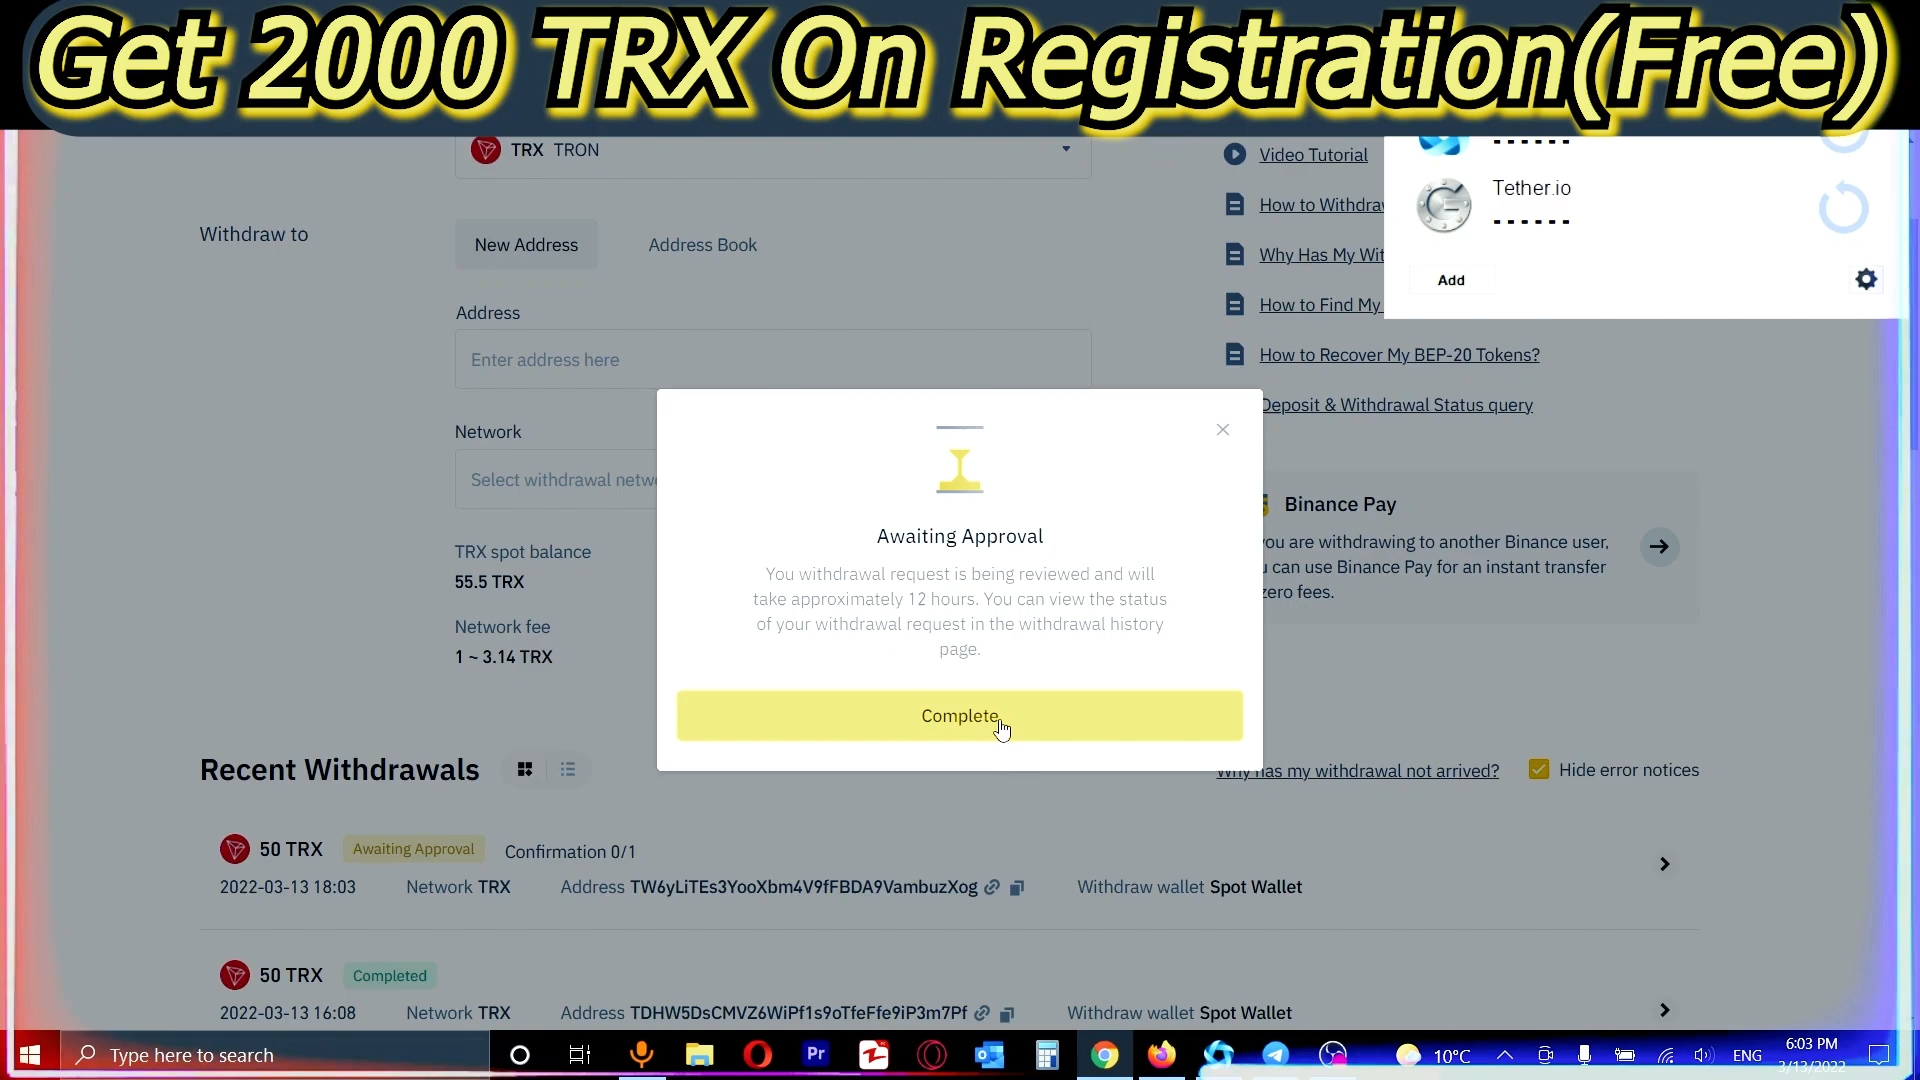 Get 2000 TRX On Registration(Free)
TRX TRON
Video Tutorial
Tether.io
- - - - - -
How to Withdraw
Withdraw to
New Address
Address Book
Why Has My Wit
Add
Address
How to Find My
Enter address here
How to Recover My BEP-20 Tokens?
Deposit & Withdrawal Status query
Network
Select withdrawal netwo
Binance Pay
you are withdrawing to another Binance user,
can use Binance Pay for an instant transfer
zero fees.
Awaiting Approval
You withdrawal request is being reviewed and will
take approximately 12 hours. You can view the status
of your withdrawal request in the withdrawal history
page.
Complete
TRX spot balance
55.5 TRX
Network fee
1 ~ 3.14 TRX
Recent Withdrawals
Why has my withdrawal not arrived?
Hide error notices
50 TRX Awaiting Approval Confirmation 0/1
2022-03-13 18:03 Network TRX Address TW6yLiTEs3YooXbm4V9fFBDA9VambuzXog Withdraw wallet Spot Wallet
50 TRX Completed
2022-03-13 16:08 Network TRX Address TDHW5DsCMVZ6WiPf1s9oTfeFfe9iP3m7Pf Withdraw wallet Spot Wallet
Type here to search
Pr
10°C
ENG
6:03 PM
3/13/2022